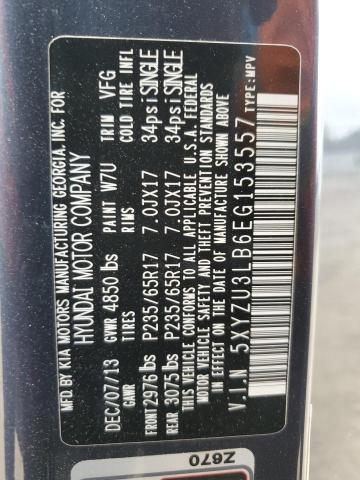 MFD. BY KIA MOTORS MANUFACTURING GEORGIA, INC. FOR
HYUNDAI MOTOR COMPANY
DEC/07/13 GVWR 4850 lbs PAINT W7U TRIM VFG
GAWR TIRES RIMS COLD TIRE INFL
FRONT 2976 lbs P235/65R17 7.0JX17 34psi SINGLE
REAR 3075 lbs P235/65R17 7.0JX17 34psi SINGLE
THIS VEHICLE CONFORMS TO ALL APPLICABLE U.S.A. FEDERAL
MOTOR VEHICLE SAFETY AND THEFT PREVENTION STANDARDS
IN EFFECT ON THE DATE OF MANUFACTURE SHOWN ABOVE
V.I.N 5XYZU3LB6EG153557 TYPE:MPV
Z670